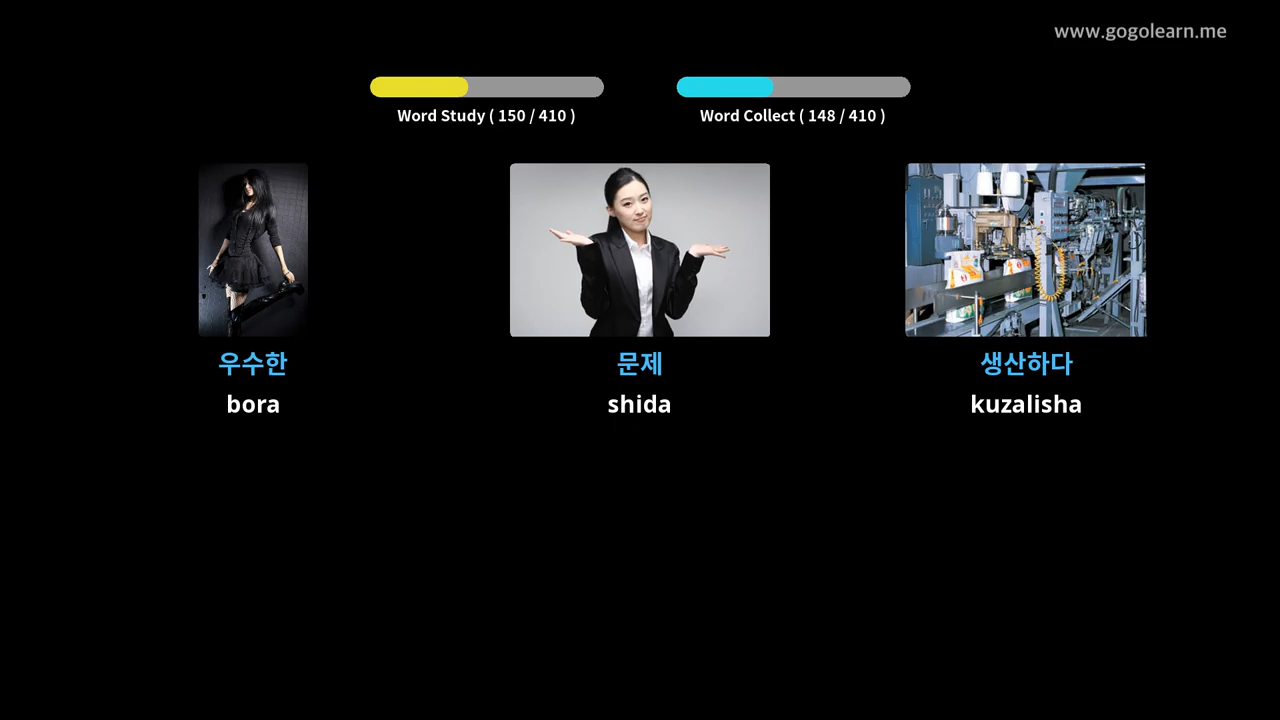 www.gogolearn.me
Word Study ( 150 / 410 )
Word Collect ( 148 / 410 )
우수한
문제
생산하다
bora
shida
kuzalisha